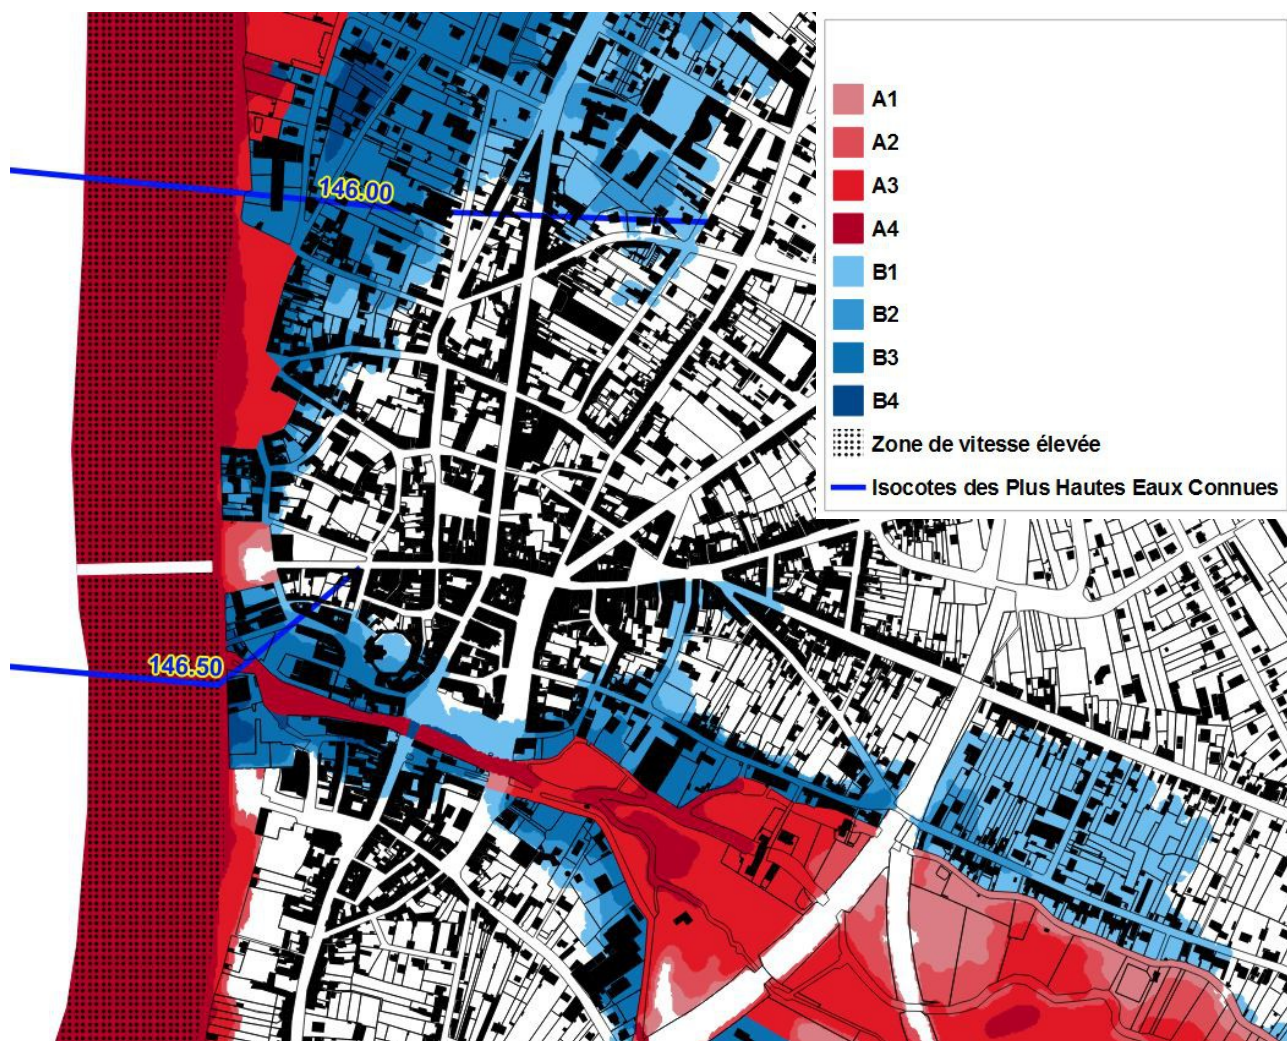 146.00
146.50
A1
A2
A3
A4
B1
B2
B3
B4
Zone de vitesse élevée
Isocotes des Plus Hautes Eaux Connues